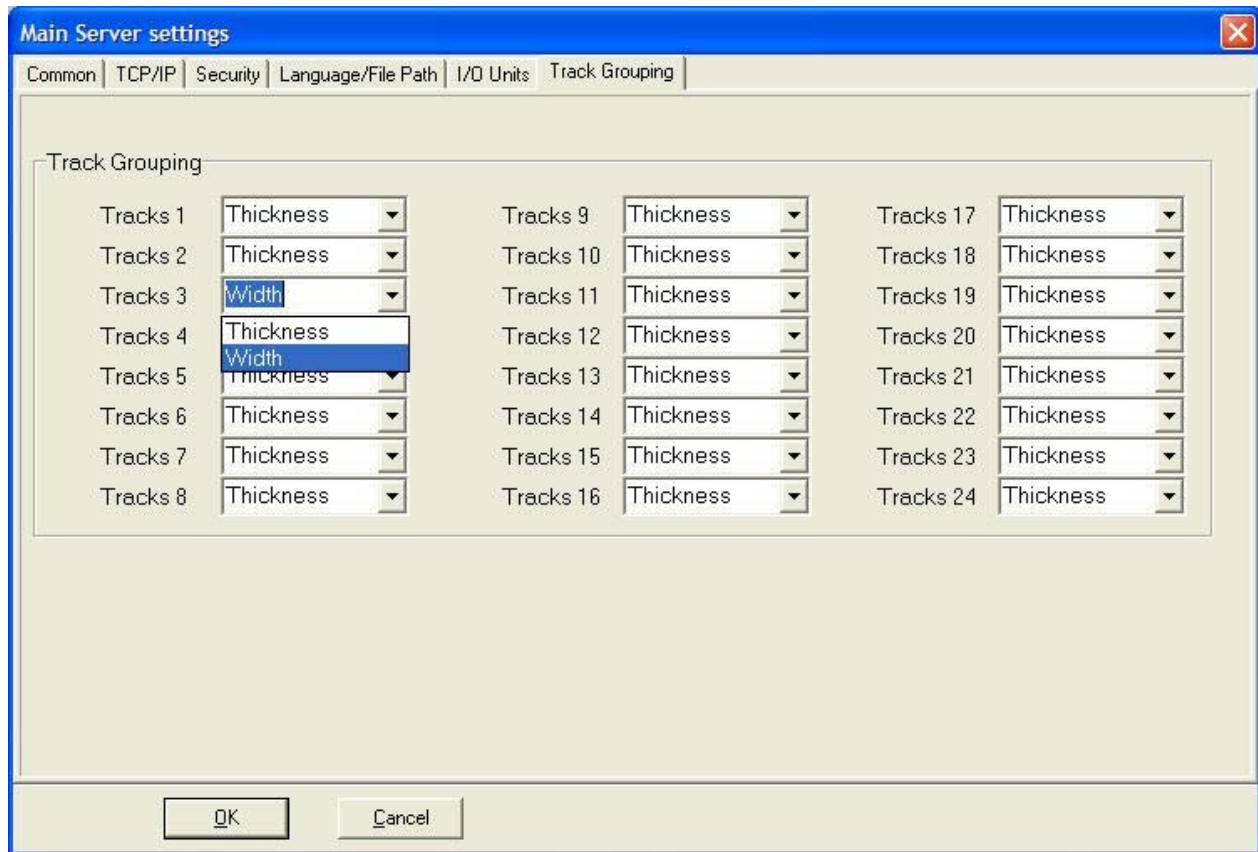 Main Server settings
Common TCP/IP Security Language/File Path I/O Units Track Grouping
Track Grouping
Tracks 1 Thickness Tracks 9 Thickness Tracks 17 Thickness
Tracks 2 Thickness Tracks 10 Thickness Tracks 18 Thickness
Tracks 3 Width Tracks 11 Thickness Tracks 19 Thickness
Tracks 4 Thickness Tracks 12 Thickness Tracks 20 Thickness
Width
Tracks 5 Thickness Tracks 13 Thickness Tracks 21 Thickness
Tracks 6 Thickness Tracks 14 Thickness Tracks 22 Thickness
Tracks 7 Thickness Tracks 15 Thickness Tracks 23 Thickness
Tracks 8 Thickness Tracks 16 Thickness Tracks 24 Thickness
OK Cancel